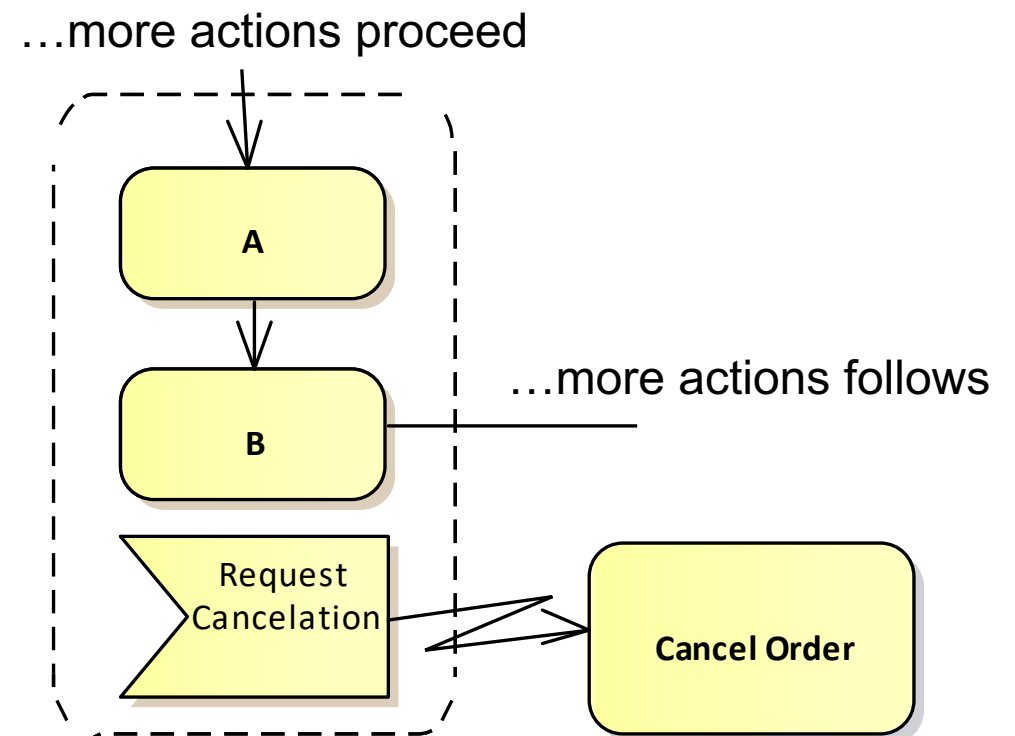 …more actions proceed
A
B
…more actions follows
Request
Cancelation
Cancel Order